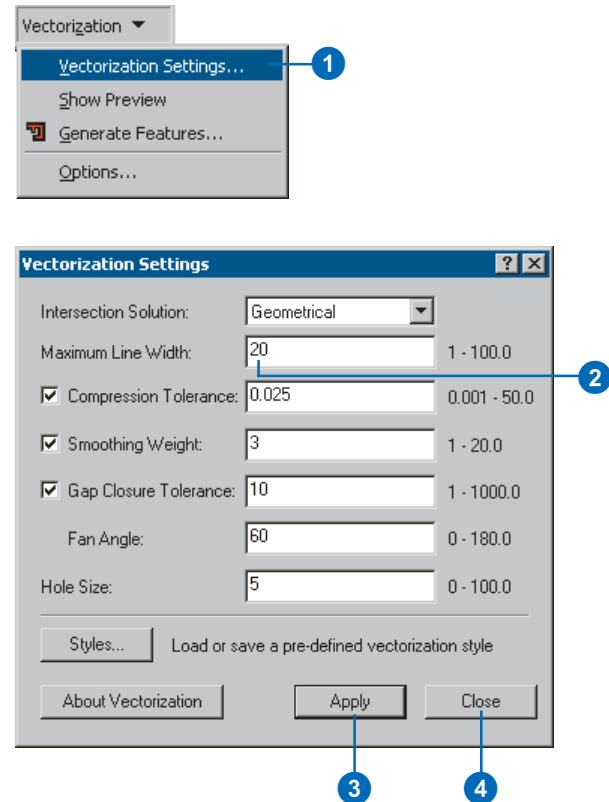 Vectorization
Vectorization Settings... 1
Show Preview
Generate Features...
Options...
Vectorization Settings ? X
Intersection Solution: Geometrical
Maximum Line Width: 20 1 - 100.0
2
Compression Tolerance: 0.025 0.001 - 50.0
Smoothing Weight: 3 1 - 20.0
Gap Closure Tolerance: 10 1 - 1000.0
Fan Angle: 60 0 - 180.0
Hole Size: 5 0 - 100.0
Styles... Load or save a pre-defined vectorization style
About Vectorization Apply Close
3 4